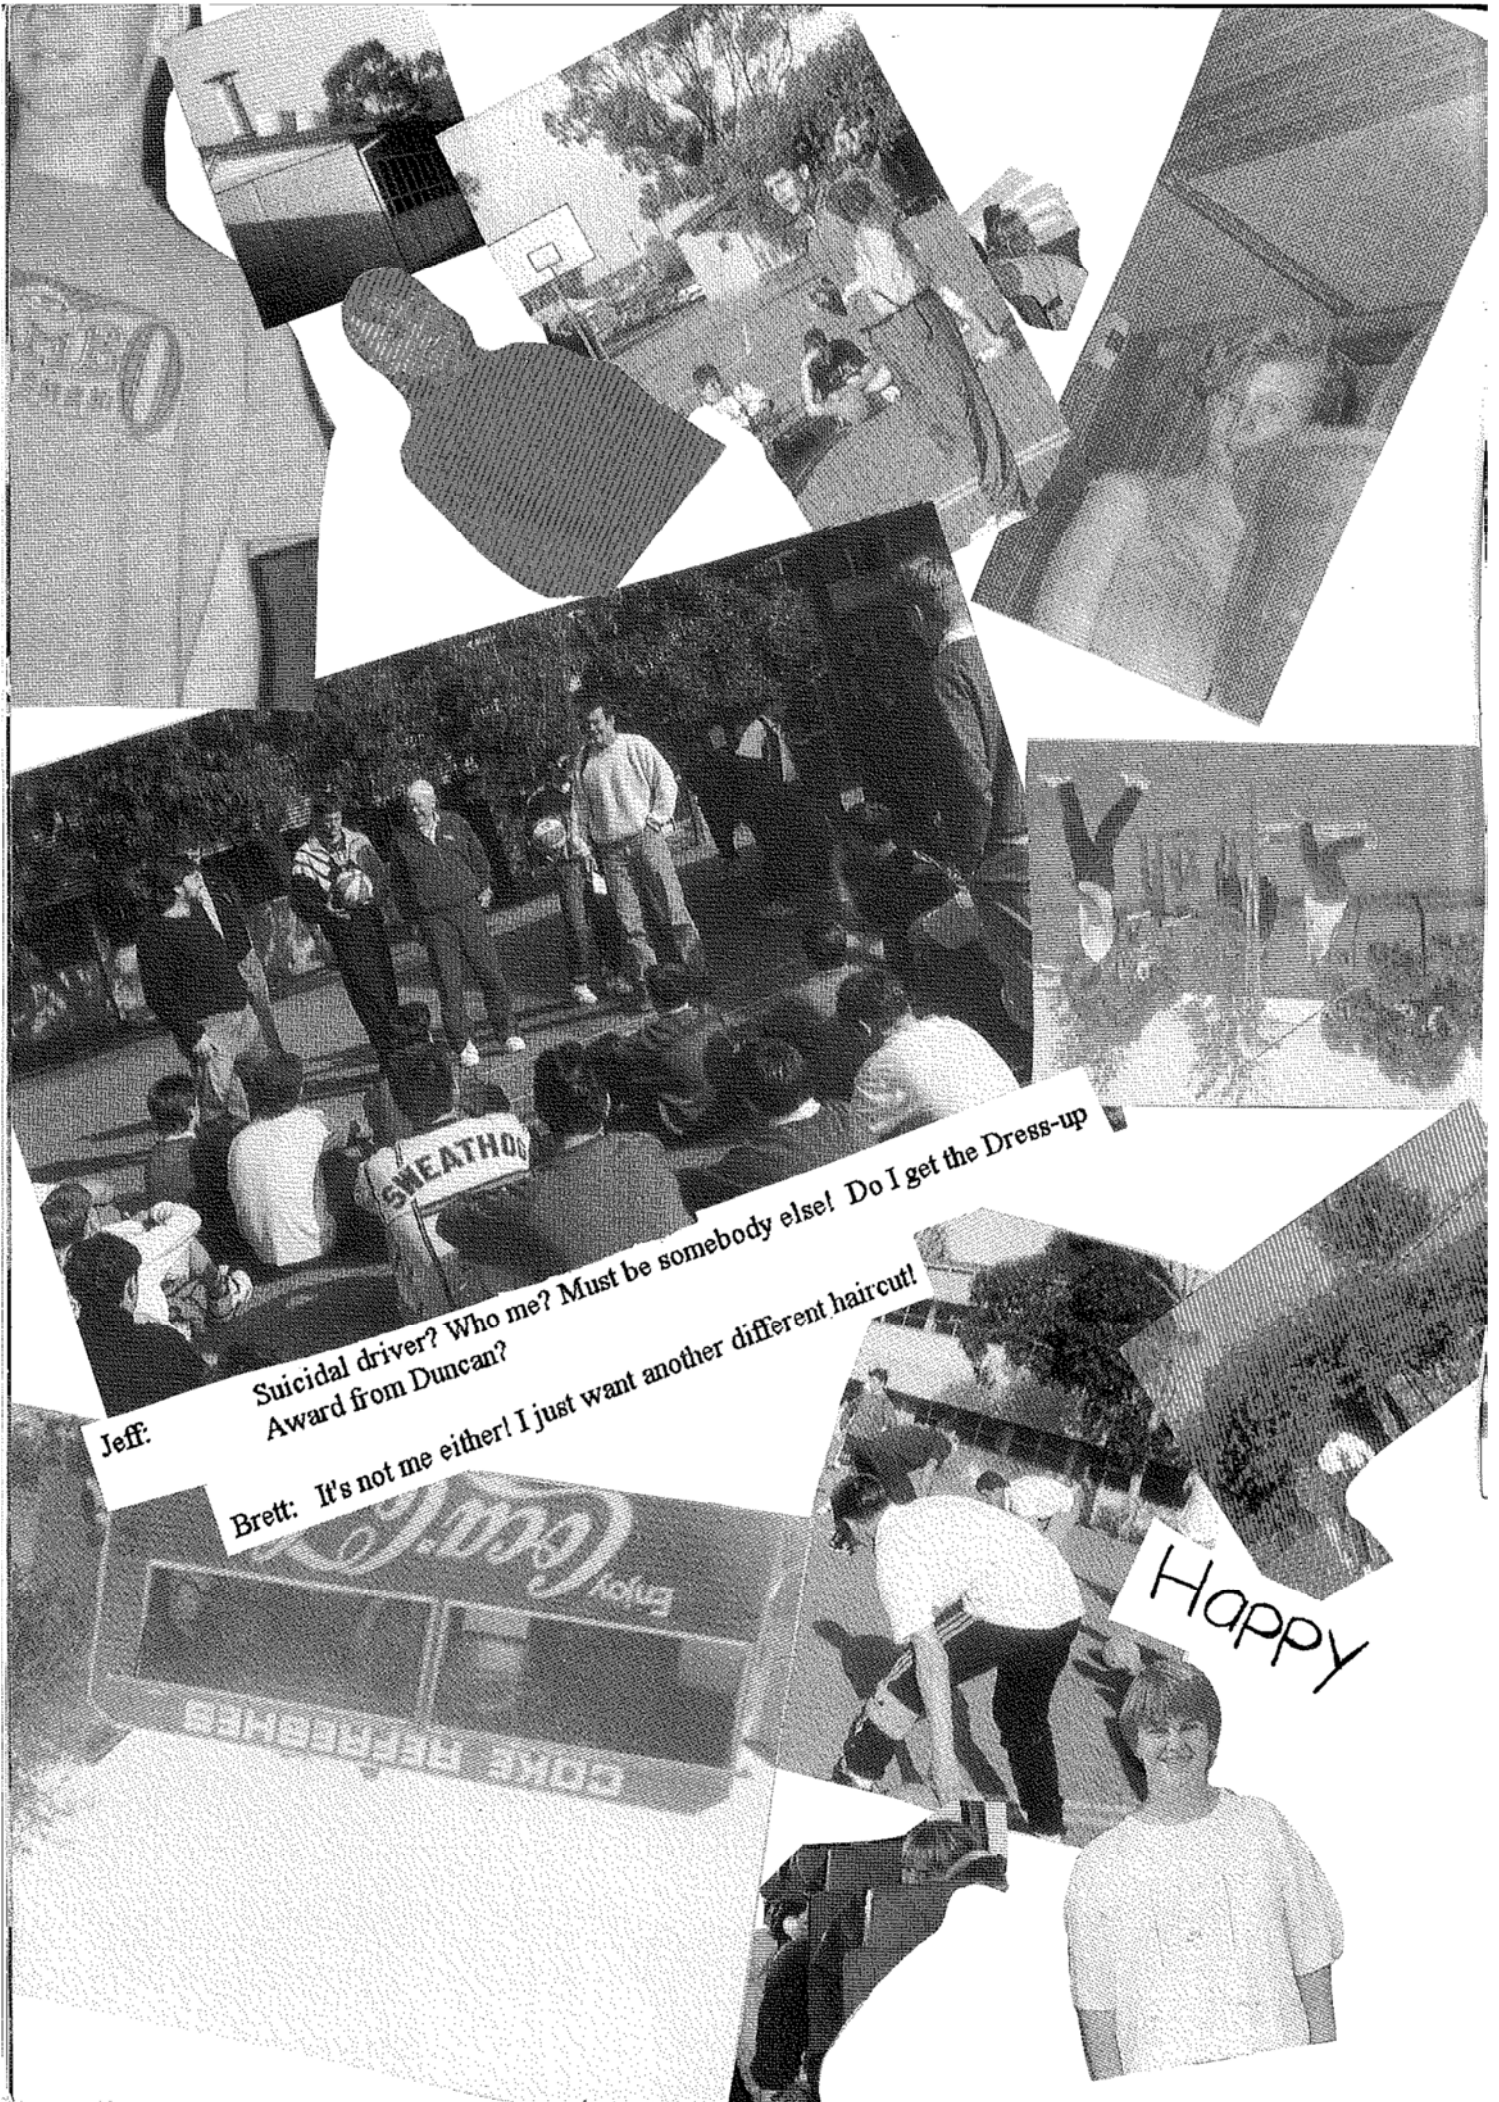 SWEATHOG
Jeff: Suicidal driver? Who me? Must be somebody else! Do I get the Dress-up
Award from Duncan?
Brett: It's not me either! I just want another different haircut!
Enjoy
Coca-Co
COKE REFRESHES
Happy